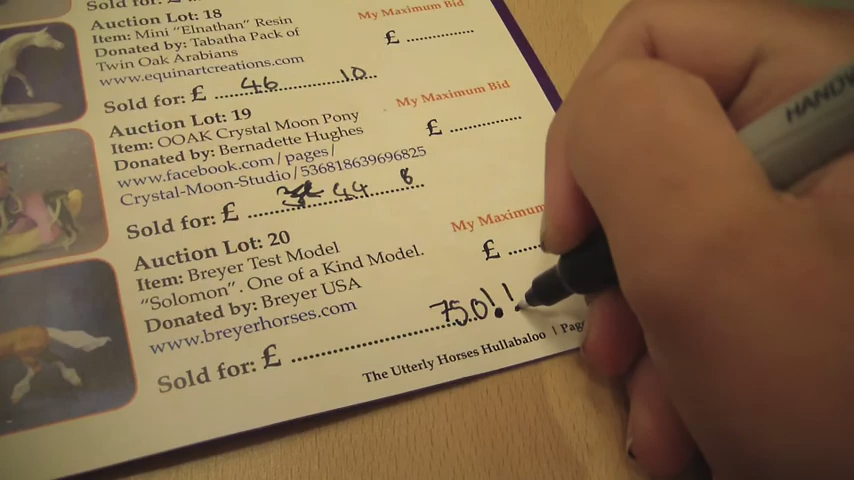 Sold for: £
Auction Lot: 18
My Maximum Bid
Item: Mini "Elnathan" Resin
Donated by: Tabatha Pack of
Twin Oak Arabians
£ ................
www.equinartcreations.com
Sold for: £ ...46...10...
Auction Lot: 19
My Maximum Bid
Item: OOAK Crystal Moon Pony
Donated by: Bernadette Hughes
£ ................
www.facebook.com/pages/
Crystal-Moon-Studio/536818639696825
Sold for: £ ...44...8...
Auction Lot: 20
My Maximum
Item: Breyer Test Model
"Solomon". One of a Kind Model.
£ .......
Donated by: Breyer USA
www.breyerhorses.com
Sold for: £ ................750!!
The Utterly Horses Hullabaloo | Page
HANDW